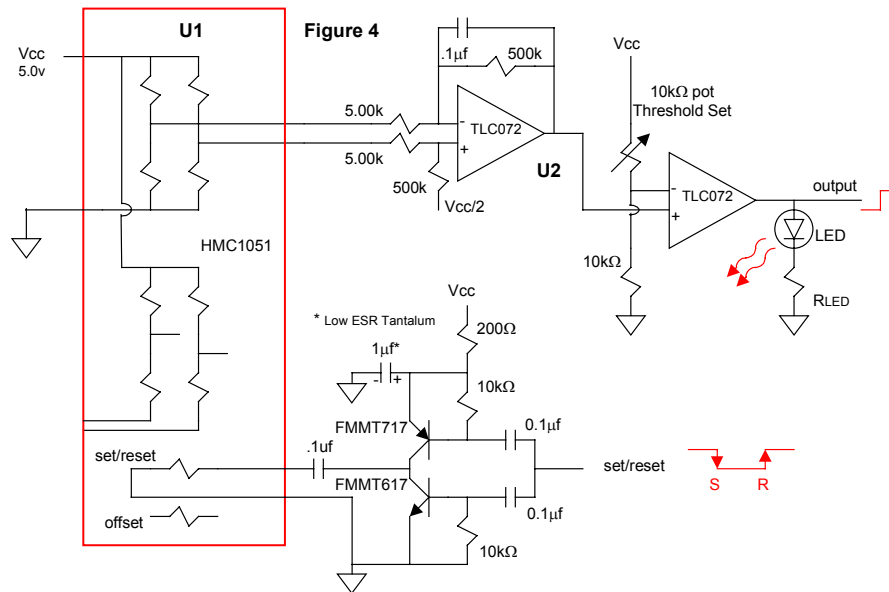 U1
Figure 4
Vcc
5.0v
.1µf
500k
5.00k
5.00k
-
+
TLC072
U2
500k
Vcc/2
Vcc
10kΩ pot
Threshold Set
-
+
TLC072
output
10kΩ
LED
RLED
HMC1051
Vcc
* Low ESR Tantalum
200Ω
1µf*
- +
10kΩ
FMMT717
0.1µf
set/reset
.1uf
FMMT617
set/reset
S R
0.1µf
offset
10kΩ